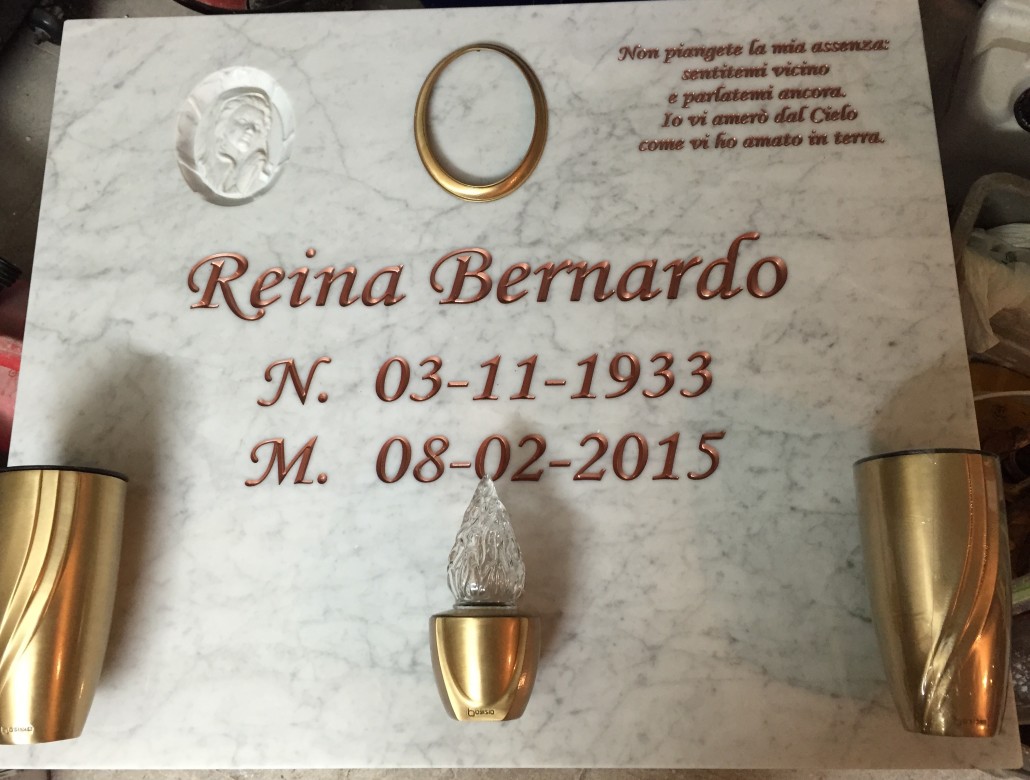 Non piangete la mia assenza:
sentitemi vicino
e parlatemi ancora.
Io vi amerò dal Cielo
come vi ho amato in terra.
Reina Bernardo
N. 03-11-1933
M. 08-02-2015
biasisio